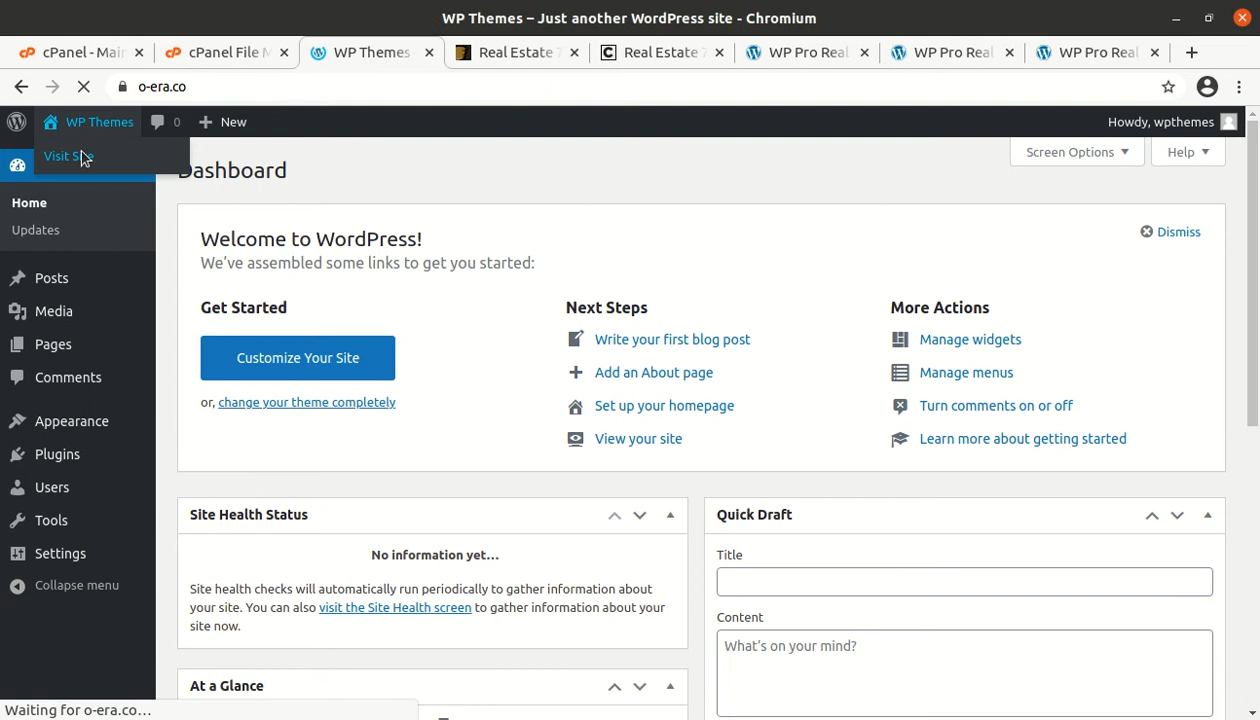 WP Themes – Just another WordPress site - Chromium
cPanel - Main
cPanel File M
WP Themes
Real Estate 7
Real Estate 7
WP Pro Real
WP Pro Real
WP Pro Real
o-era.co
WP Themes
0
New
Howdy, wpthemes
Visit Site
Dashboard
Screen Options
Help
Home
Updates
Posts
Media
Pages
Comments
Appearance
Plugins
Users
Tools
Settings
Collapse menu
Welcome to WordPress!
Dismiss
We've assembled some links to get you started:
Get Started
Customize Your Site
or, change your theme completely
Next Steps
Write your first blog post
Add an About page
Set up your homepage
View your site
More Actions
Manage widgets
Manage menus
Turn comments on or off
Learn more about getting started
Site Health Status
No information yet…
Site health checks will automatically run periodically to gather information about
your site. You can also visit the Site Health screen to gather information about your
site now.
At a Glance
Quick Draft
Title
Content
What's on your mind?
Waiting for o-era.co…